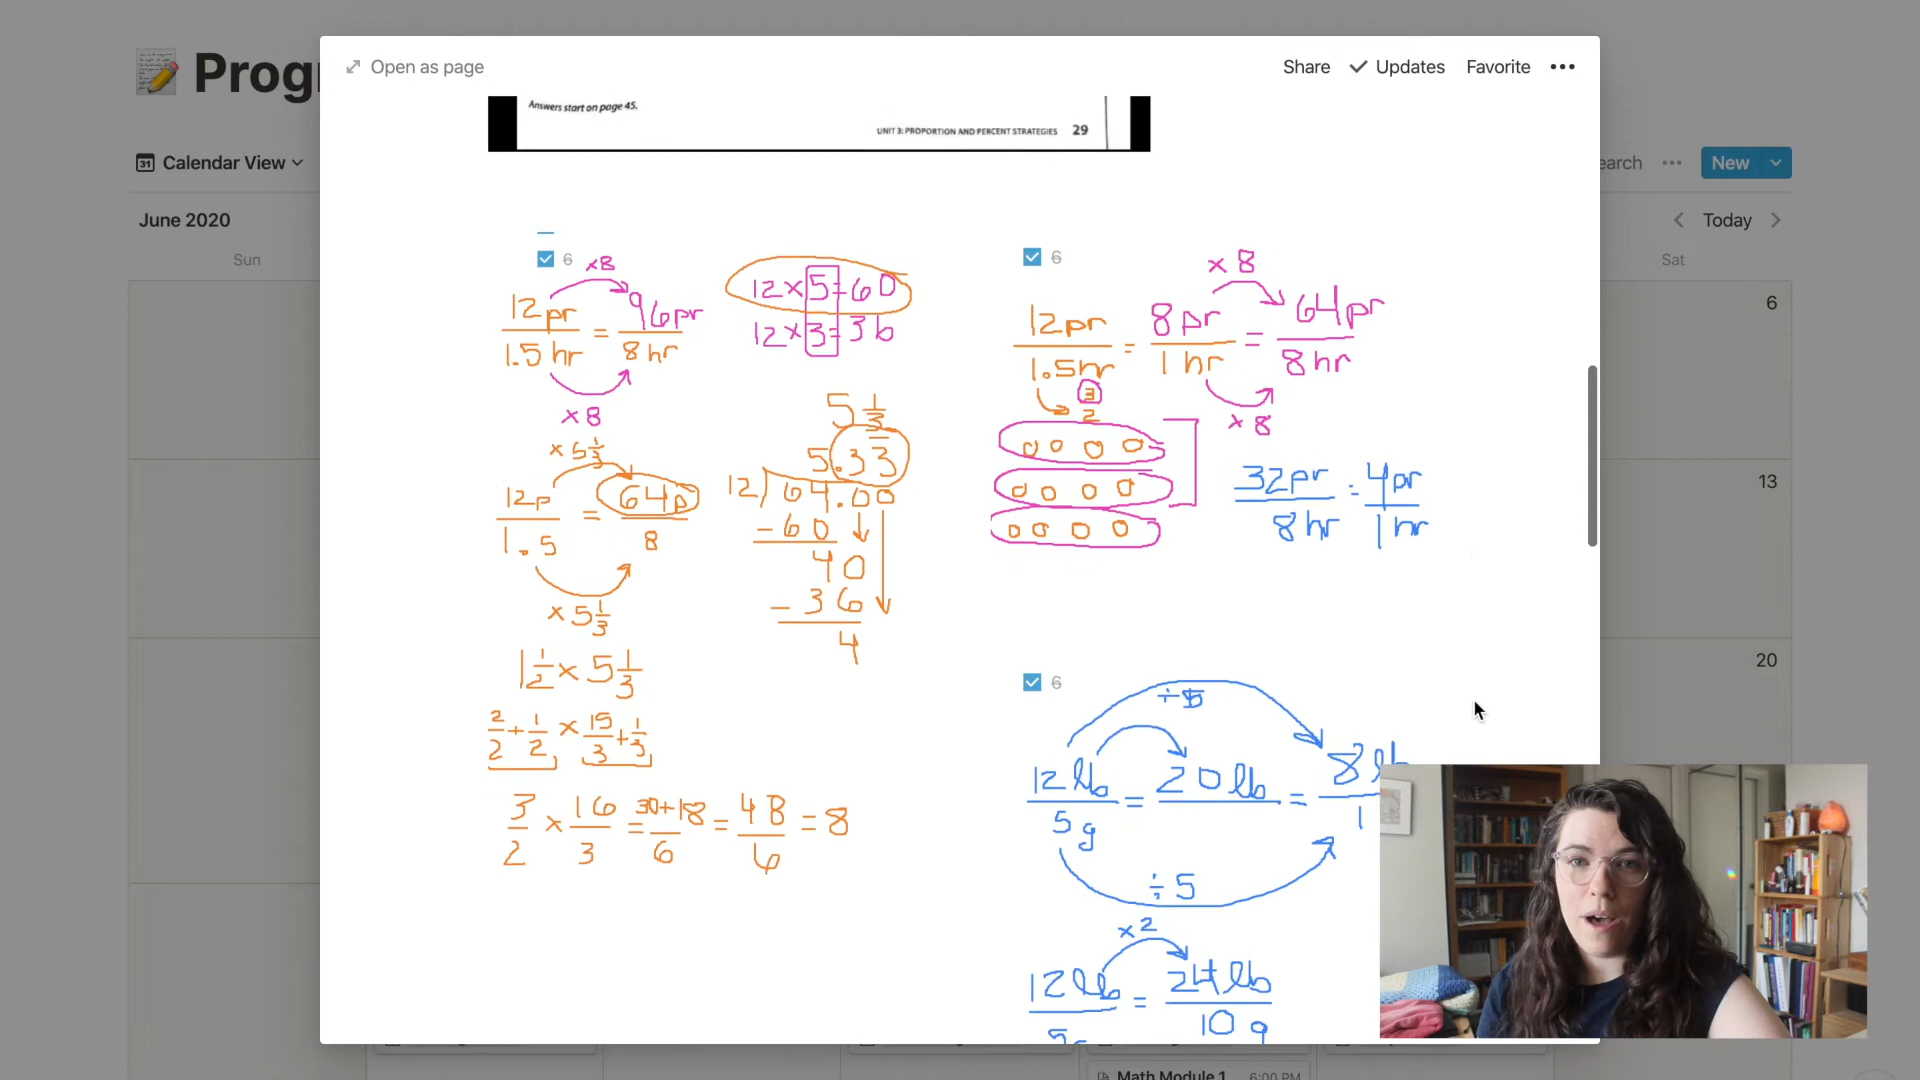 Progr
Open as page
Share
Updates
Favorite
•••
Answers start on page 45.
UNIT 3: PROPORTION AND PERCENT STRATEGIES 29
31 Calendar View
earch
•••
New
June 2020
Today
Sun
Sat
6
13
20
6
×8
12pr = 96pr
1.5 hr 8 hr
×8
12×5=60
12×3=36
×5 1/3
12p = 64p
1.5 8
×5 1/3
5 1/3
5.33
12)64.00
-60
40
-36
4
1 1/2 × 5 1/3
2/2 + 1/2 × 15/3 + 1/3
3/2 × 16/3 = 30+18/6 = 48/6 = 8
6
×8
12pr = 8pr = 64pr
1.5hr 1 hr 8 hr
3
2
×8
32pr = 4pr
8 hr 1 hr
6
÷5
12 lb = 20 lb = 8 lb
5g 1
÷5
×2
12 lb = 24 lb
10 g
Math Module 1 6:00 PM